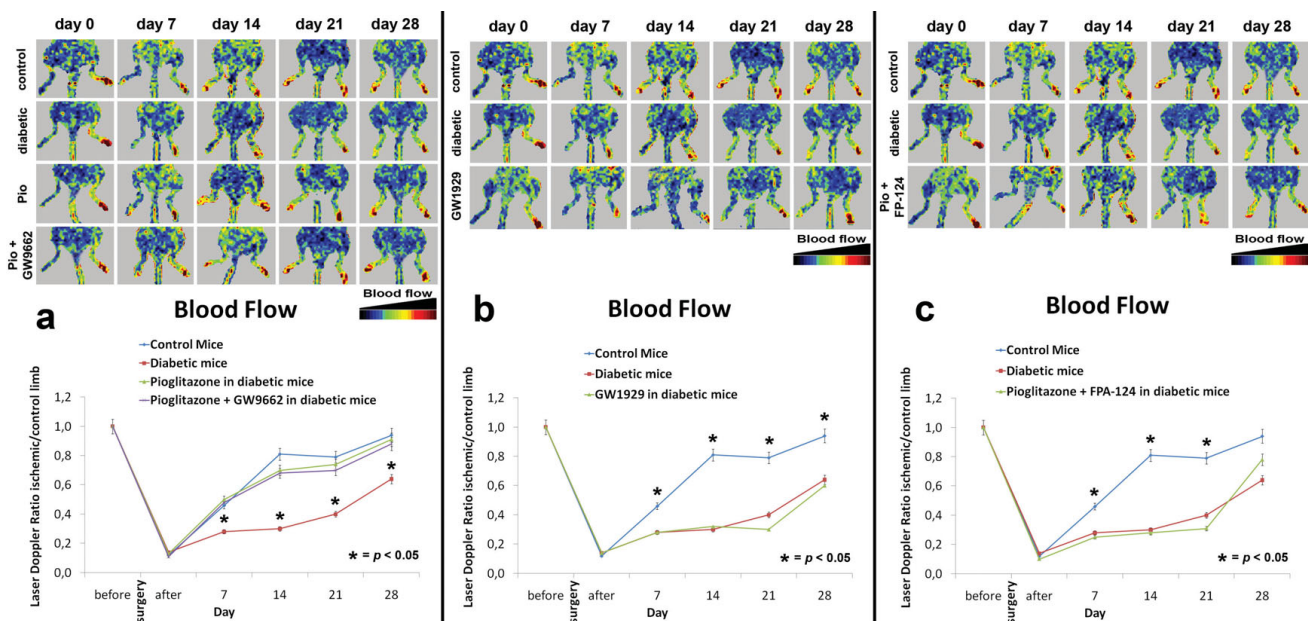 day 0 day 7 day 14 day 21 day 28
control
diabetic
Pio
Pio +
GW9662
Blood flow
a
Blood Flow
Control Mice
Diabetic mice
Pioglitazone in diabetic mice
Pioglitazone + GW9662 in diabetic mice
Laser Doppler Ratio ischemic/control limb
1,2
1,0
0,8
0,6
0,4
0,2
0,0
* * * *
* = p < 0.05
before surgery after 7 14 21 28
Day
day 0 day 7 day 14 day 21 day 28
control
diabetic
GW1929
Blood flow
b
Blood Flow
Control Mice
Diabetic mice
GW1929 in diabetic mice
Laser Doppler Ratio ischemic/control limb
1,2
1,0
0,8
0,6
0,4
0,2
0,0
* * * *
* = p < 0.05
before surgery after 7 14 21 28
Day
day 0 day 7 day 14 day 21 day 28
control
diabetic
Pio +
FP-124
Blood flow
c
Blood Flow
Control Mice
Diabetic mice
Pioglitazone + FPA-124 in diabetic mice
Laser Doppler Ratio ischemic/control limb
1,2
1,0
0,8
0,6
0,4
0,2
0,0
* * *
* = p < 0.05
before surgery after 7 14 21 28
Day